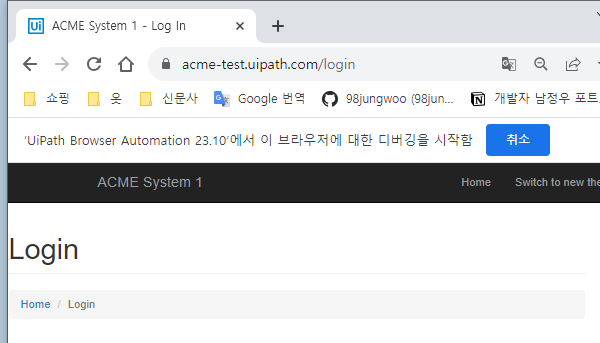 Ui ACME System 1 - Log In
acme-test.uipath.com/login
쇼핑 옷 신문사 Google 번역 98jungwoo (98jun... 개발자 남정우 포트
'UiPath Browser Automation 23.10'에서 이 브라우저에 대한 디버깅을 시작함 취소
ACME System 1 Home Switch to new the
Login
Home / Login